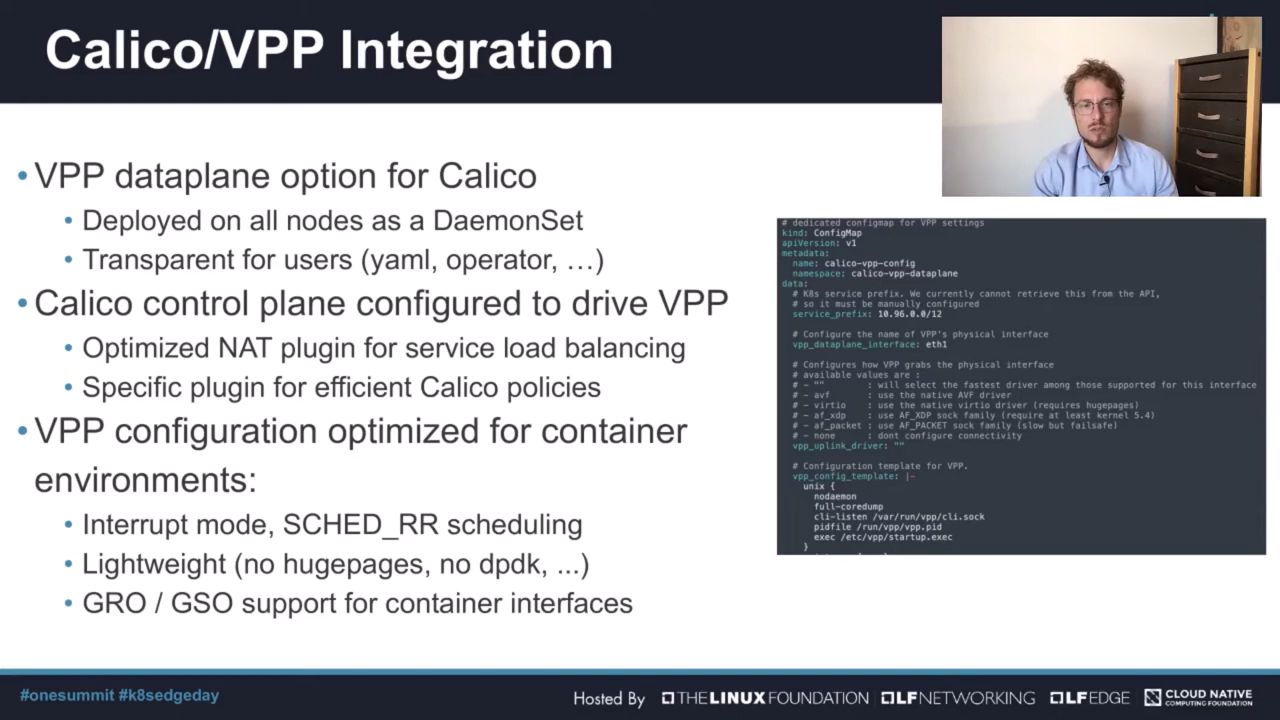 Calico/VPP Integration
• VPP dataplane option for Calico
• Deployed on all nodes as a DaemonSet
• Transparent for users (yaml, operator, …)
• Calico control plane configured to drive VPP
• Optimized NAT plugin for service load balancing
• Specific plugin for efficient Calico policies
• VPP configuration optimized for container
environments:
• Interrupt mode, SCHED_RR scheduling
• Lightweight (no hugepages, no dpdk, ...)
• GRO / GSO support for container interfaces
# dedicated configmap for VPP settings
kind: ConfigMap
apiVersion: v1
metadata:
  name: calico-vpp-config
  namespace: calico-vpp-dataplane
data:
  # K8s service prefix. We currently cannot retrieve this from the API,
  # so it must be manually configured
  service_prefix: 10.96.0.0/12
  # Configure the name of VPP's physical interface
  vpp_dataplane_interface: eth1
  # Configures how VPP grabs the physical interface
  # available values are :
  # - "" : will select the fastest driver among those supported for this interface
  # - avf : use the native AVF driver
  # - virtio : use the native virtio driver (requires hugepages)
  # - af_xdp : use AF_XDP sock family (require at least kernel 5.4)
  # - af_packet : use AF_PACKET sock family (slow but failsafe)
  # - none : dont configure connectivity
  vpp_uplink_driver: ""
  # Configuration template for VPP.
  vpp_config_template: |-
    unix {
      nodaemon
      full-coredump
      cli-listen /var/run/vpp/cli.sock
      pidfile /run/vpp/vpp.pid
      exec /etc/vpp/startup.exec
    }
#onesummit #k8sedgeday
Hosted By THE LINUX FOUNDATION LFNETWORKING LFEDGE CLOUD NATIVE
COMPUTING FOUNDATION